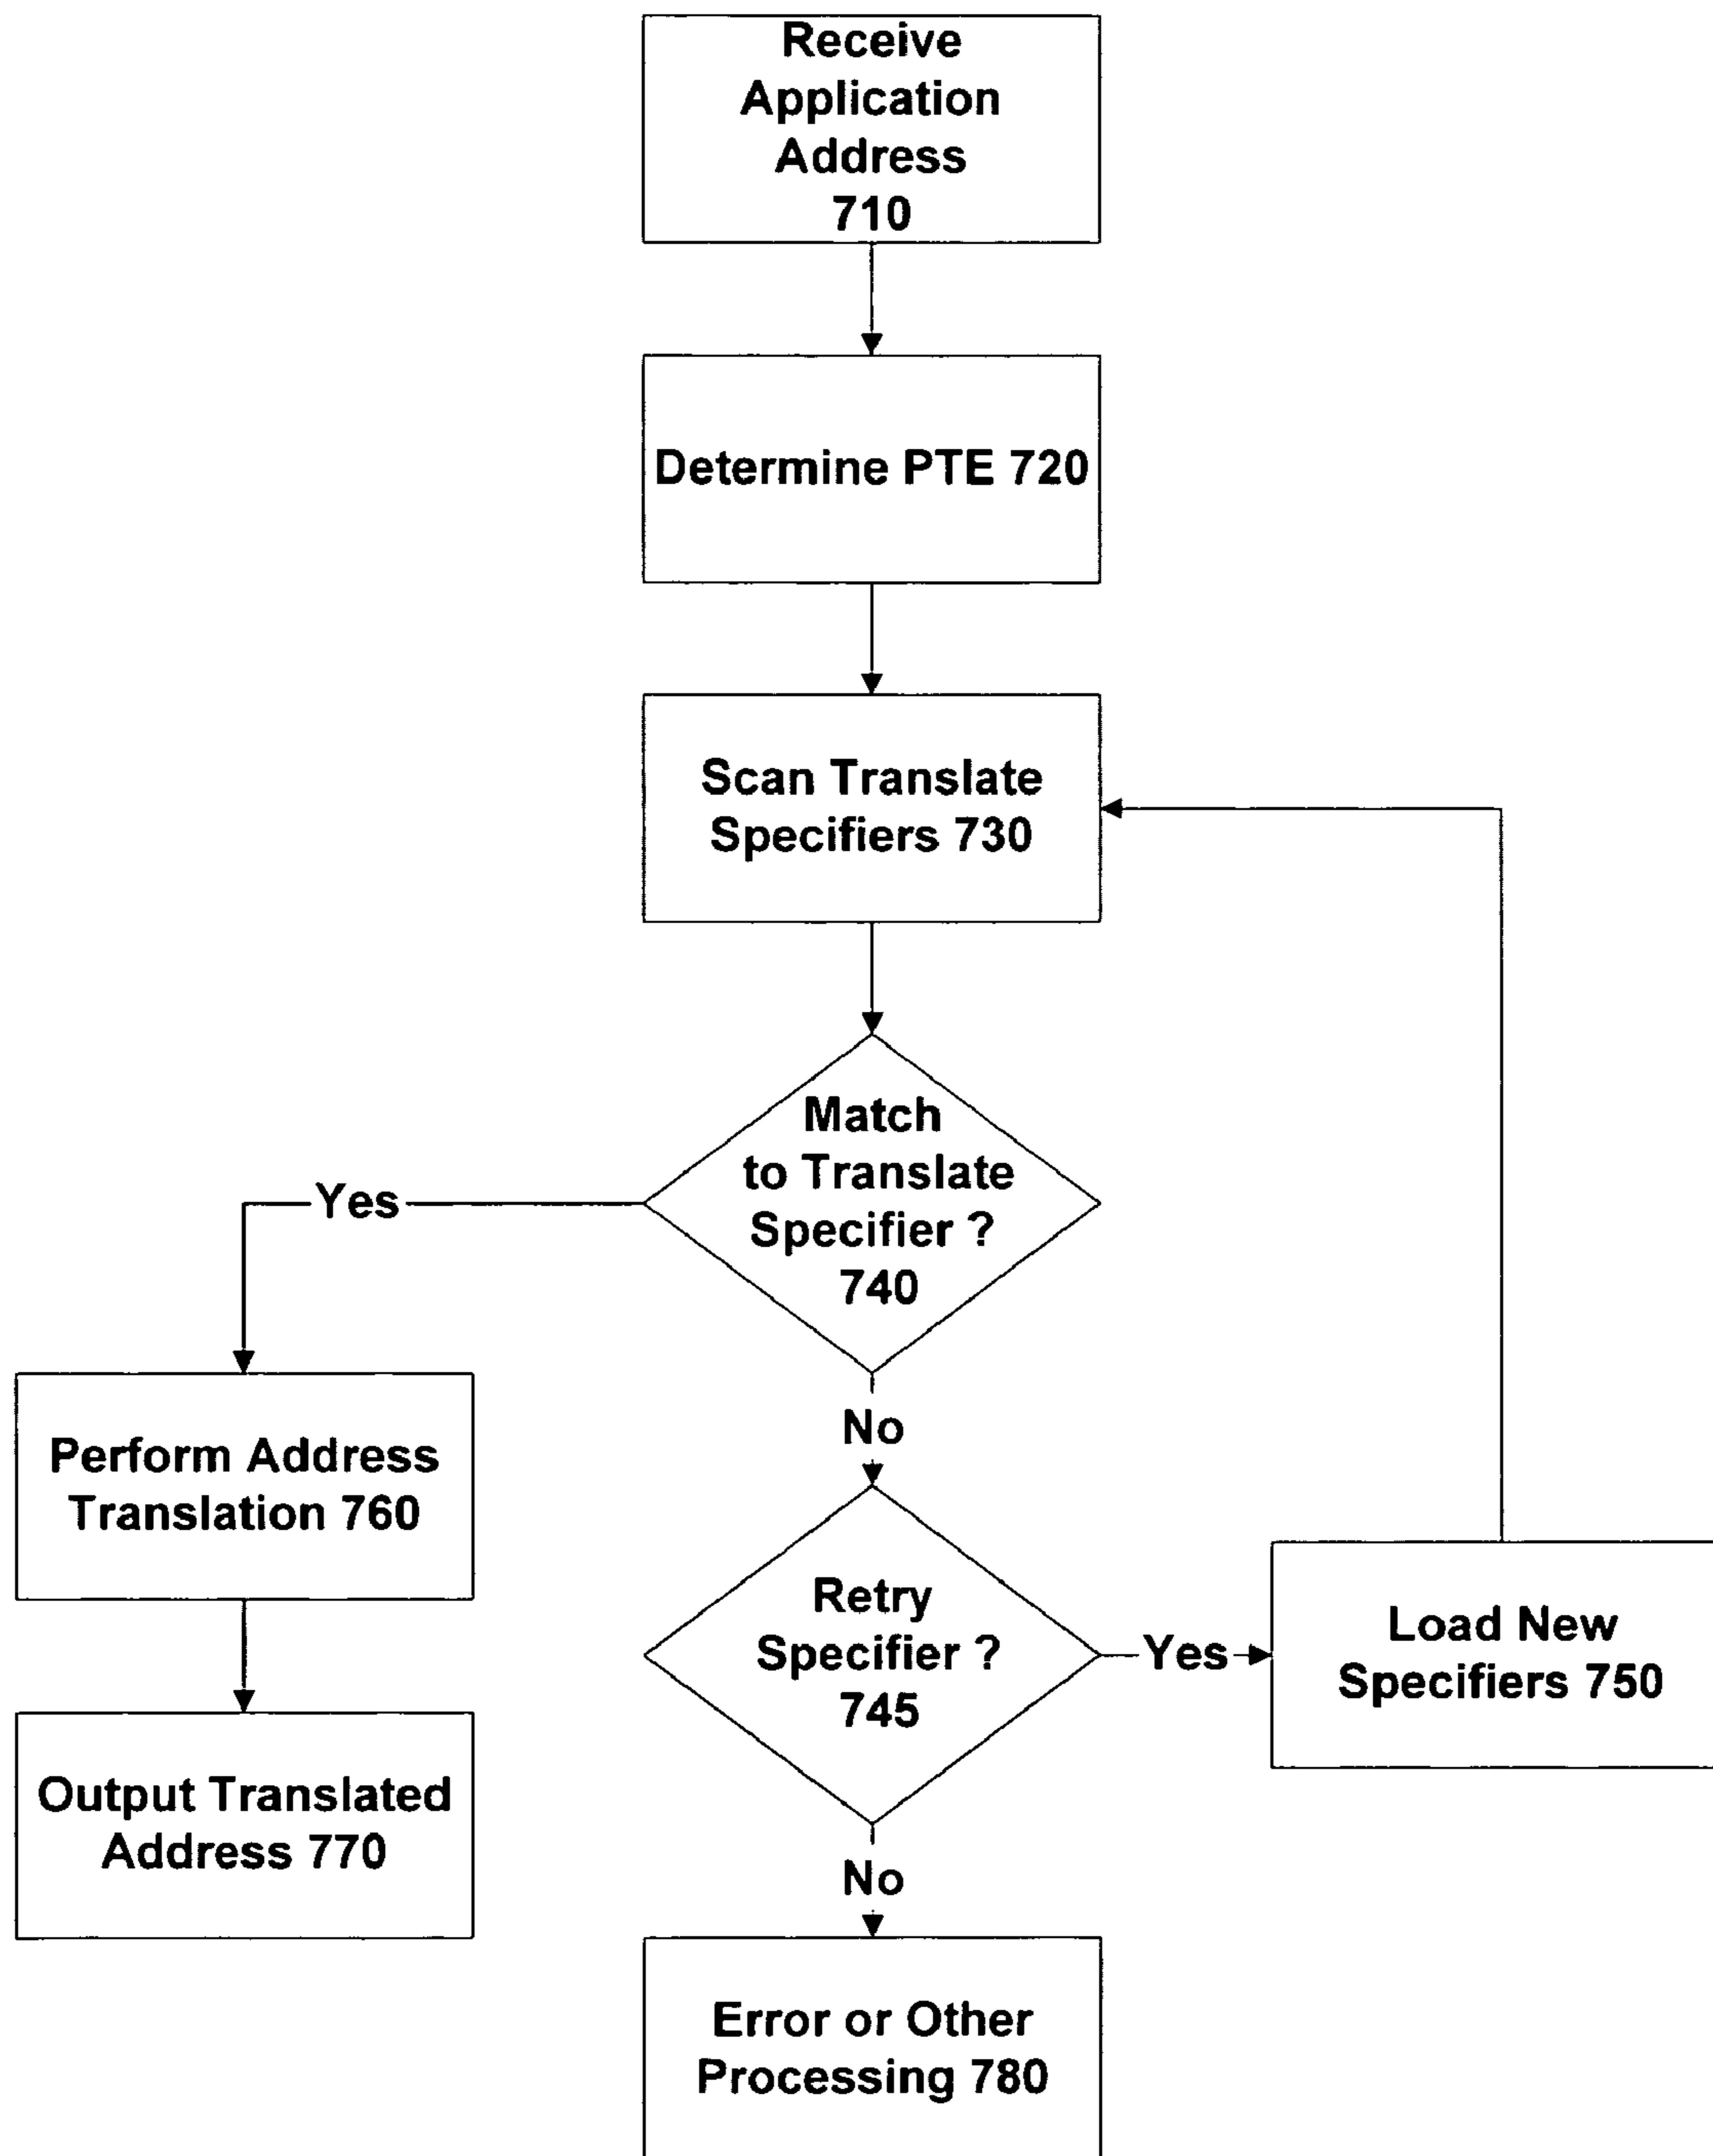 Receive
Application
Address
710
Determine PTE 720
Scan Translate
Specifiers 730
Match
to Translate
Specifier ?
740
Yes
No
Perform Address
Translation 760
Retry
Specifier ?
745
Yes
Load New
Specifiers 750
Output Translated
Address 770
No
Error or Other
Processing 780